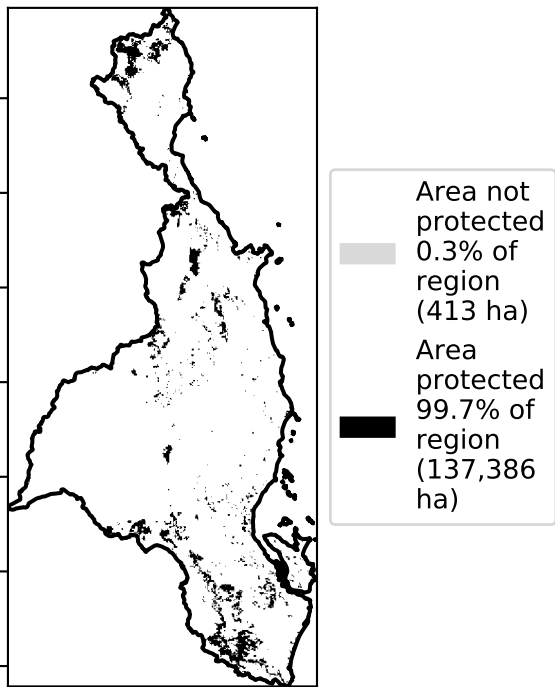 Area not
protected
0.3% of
region
(413 ha)
Area
protected
99.7% of
region
(137,386
ha)